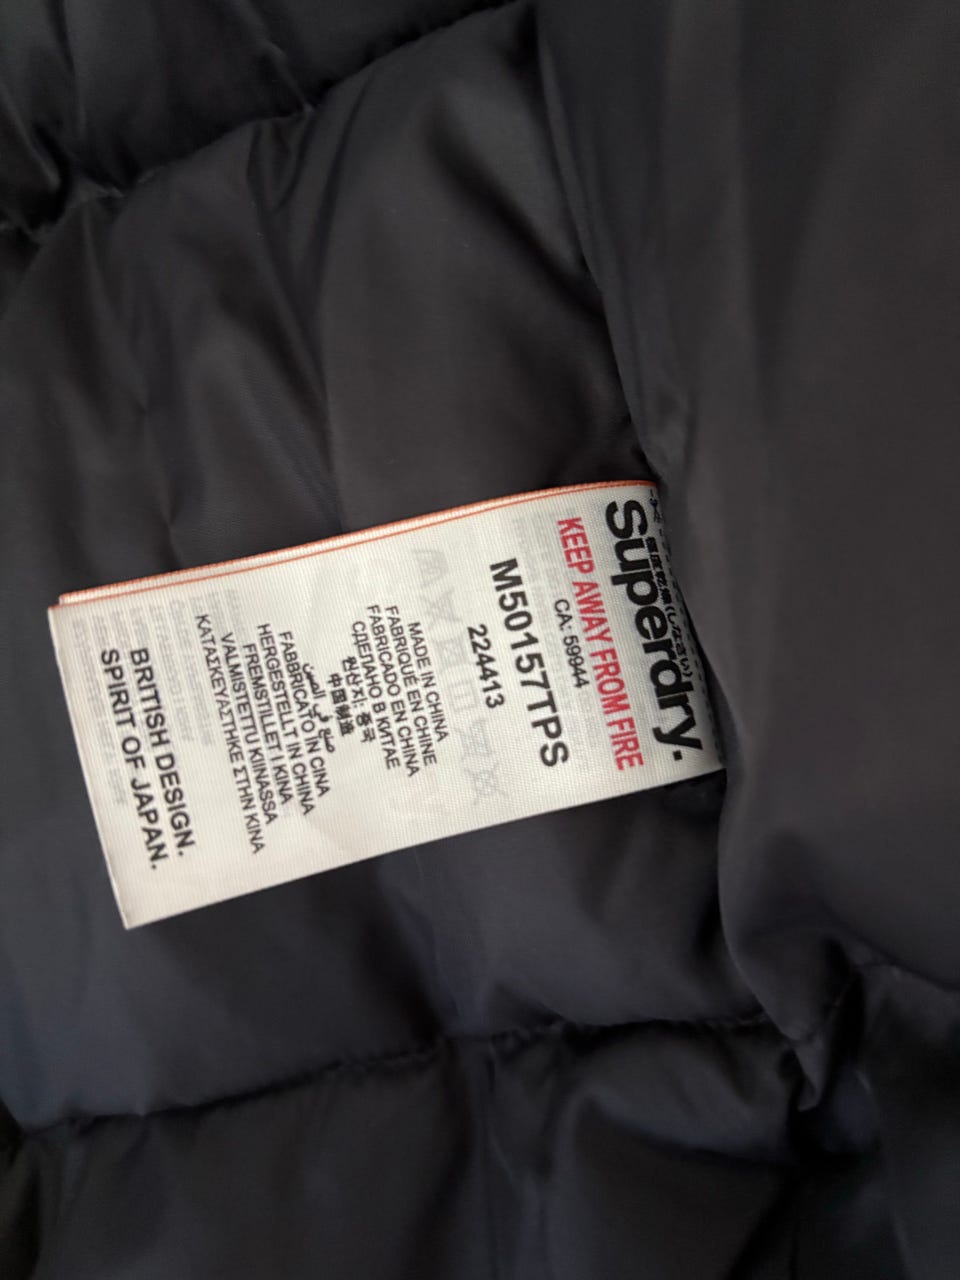 Superdry.
KEEP AWAY FROM FIRE
CA: 59944
M50157TPS
224413
MADE IN CHINA
FABRIQUÉ EN CHINE
FABRICADO EN CHINA
СДЕЛАНО В КИТАЕ
원산지: 중국
中国制造
صنع في الصين
FABBRICATO IN CINA
HERGESTELLT IN CHINA
FREMSTILLET I KINA
VALMISTETTU KIINASSA
ΚΑΤΑΣΚΕΥΑΣΤΗΚΕ ΣΤΗΝ ΚΙΝΑ
BRITISH DESIGN.
SPIRIT OF JAPAN.